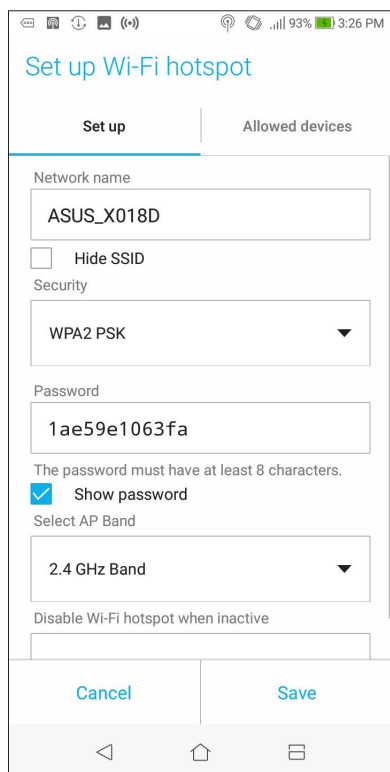 93% 3:26 PM
Set up Wi-Fi hotspot
Set up Allowed devices
Network name
ASUS_X018D
Hide SSID
Security
WPA2 PSK
Password
1ae59e1063fa
The password must have at least 8 characters.
Show password
Select AP Band
2.4 GHz Band
Disable Wi-Fi hotspot when inactive
Cancel Save